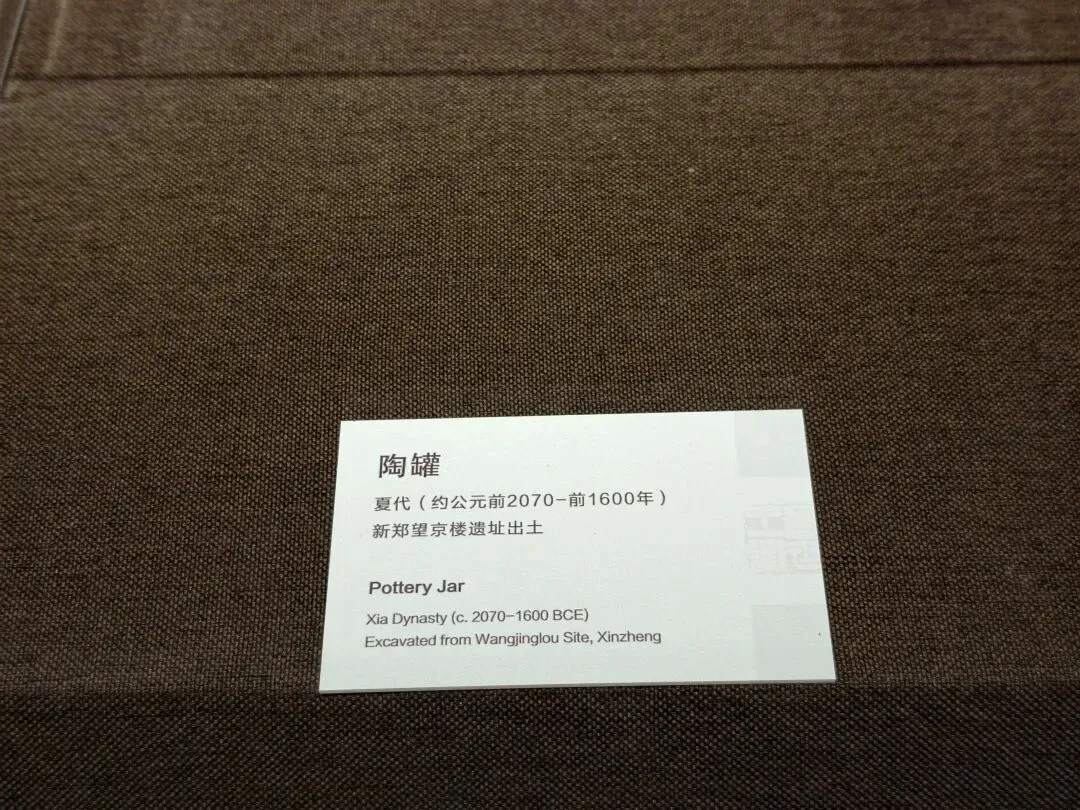 陶罐
夏代（约公元前2070-前1600年）
新郑望京楼遗址出土
Pottery Jar
Xia Dynasty (c. 2070-1600 BCE)
Excavated from Wangjinglou Site, Xinzheng